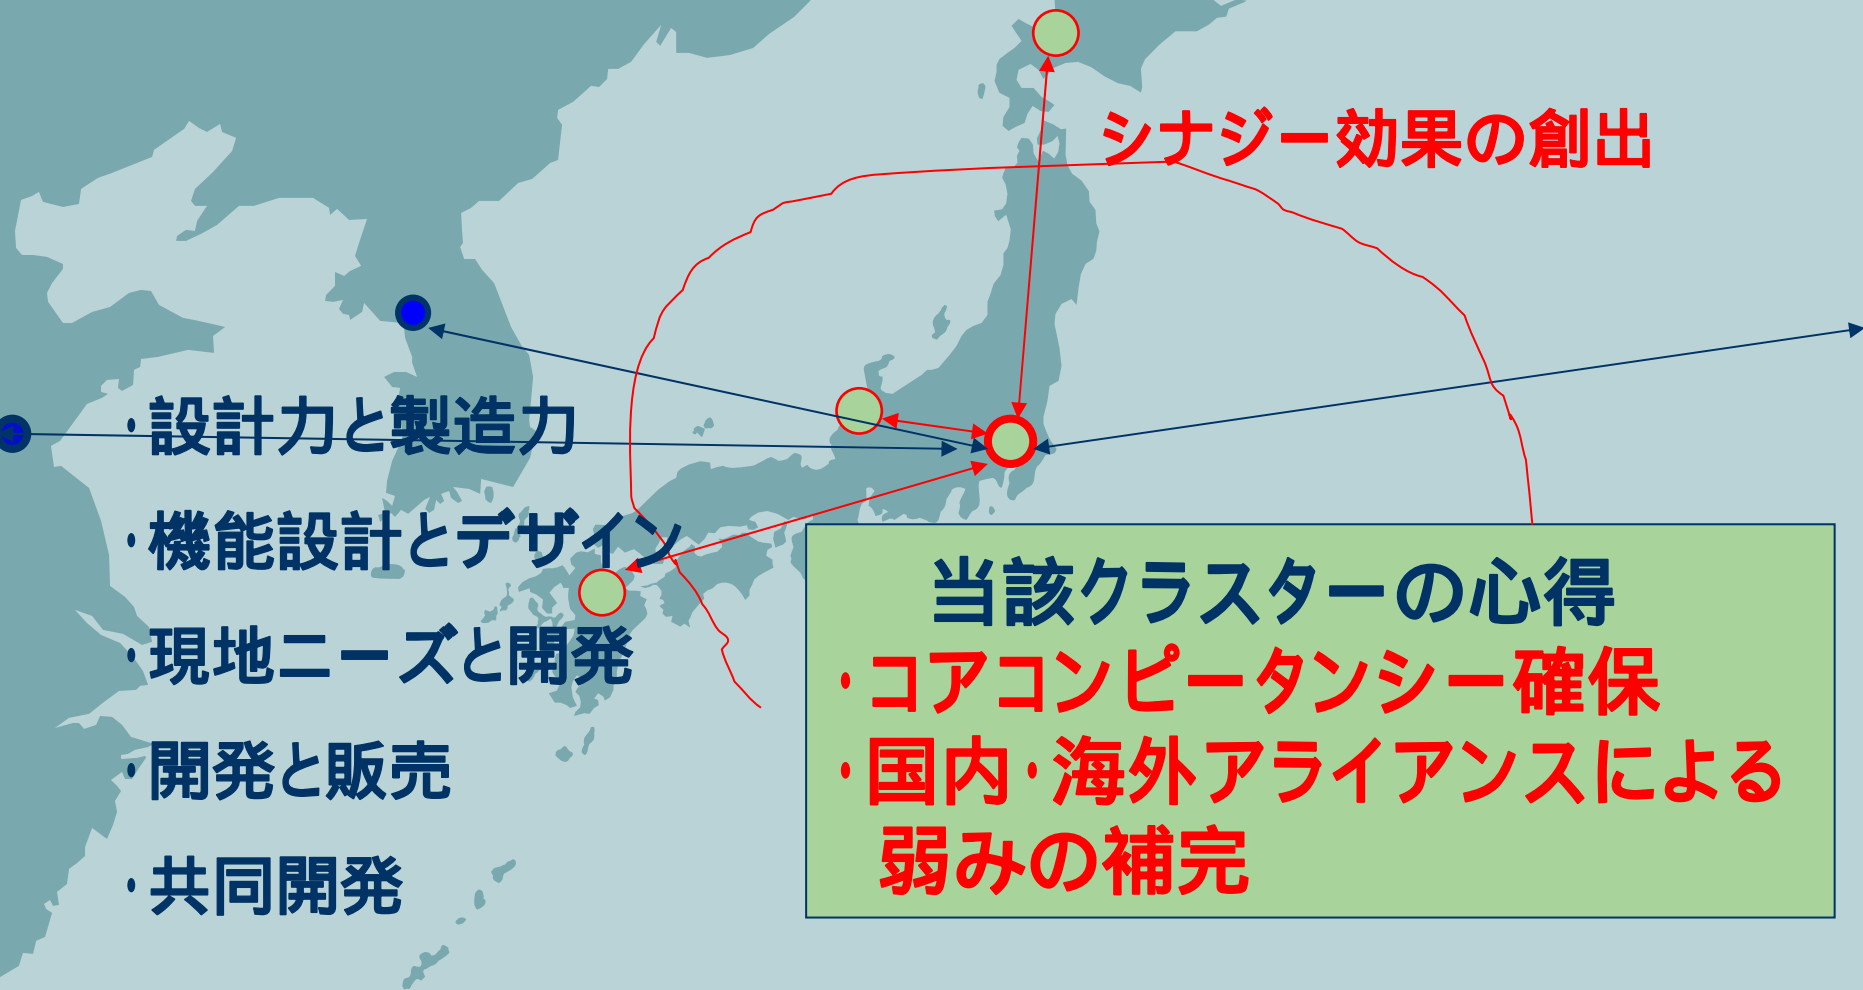 シナジー効果の創出
・設計力と製造力
・機能設計とデザイン
・現地ニーズと開発
・開発と販売
・共同開発
当該クラスターの心得
・コアコンピータンシー確保
・国内・海外アライアンスによる
弱みの補完